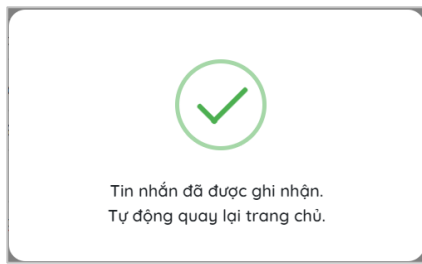 Tin nhắn đã được ghi nhận.
Tự động quay lại trang chủ.